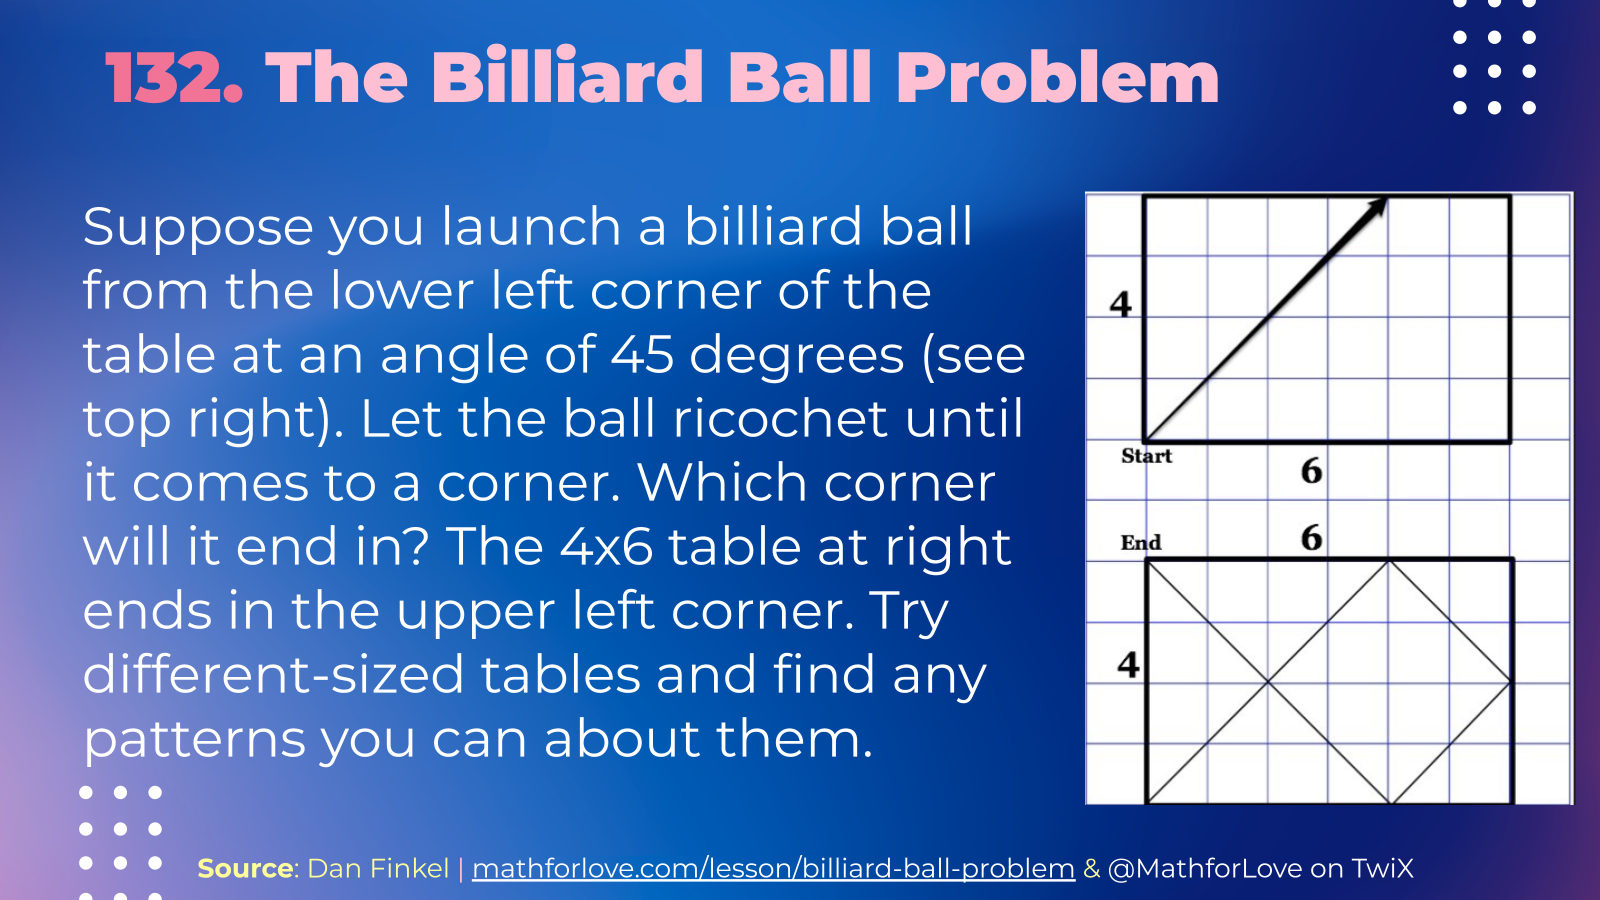 132. The Billiard Ball Problem
Suppose you launch a billiard ball
from the lower left corner of the
table at an angle of 45 degrees (see
top right). Let the ball ricochet until
it comes to a corner. Which corner
will it end in? The 4x6 table at right
ends in the upper left corner. Try
different-sized tables and find any
patterns you can about them.
4
Start
6
End
6
4
Source: Dan Finkel | mathforlove.com/lesson/billiard-ball-problem & @MathforLove on TwiX